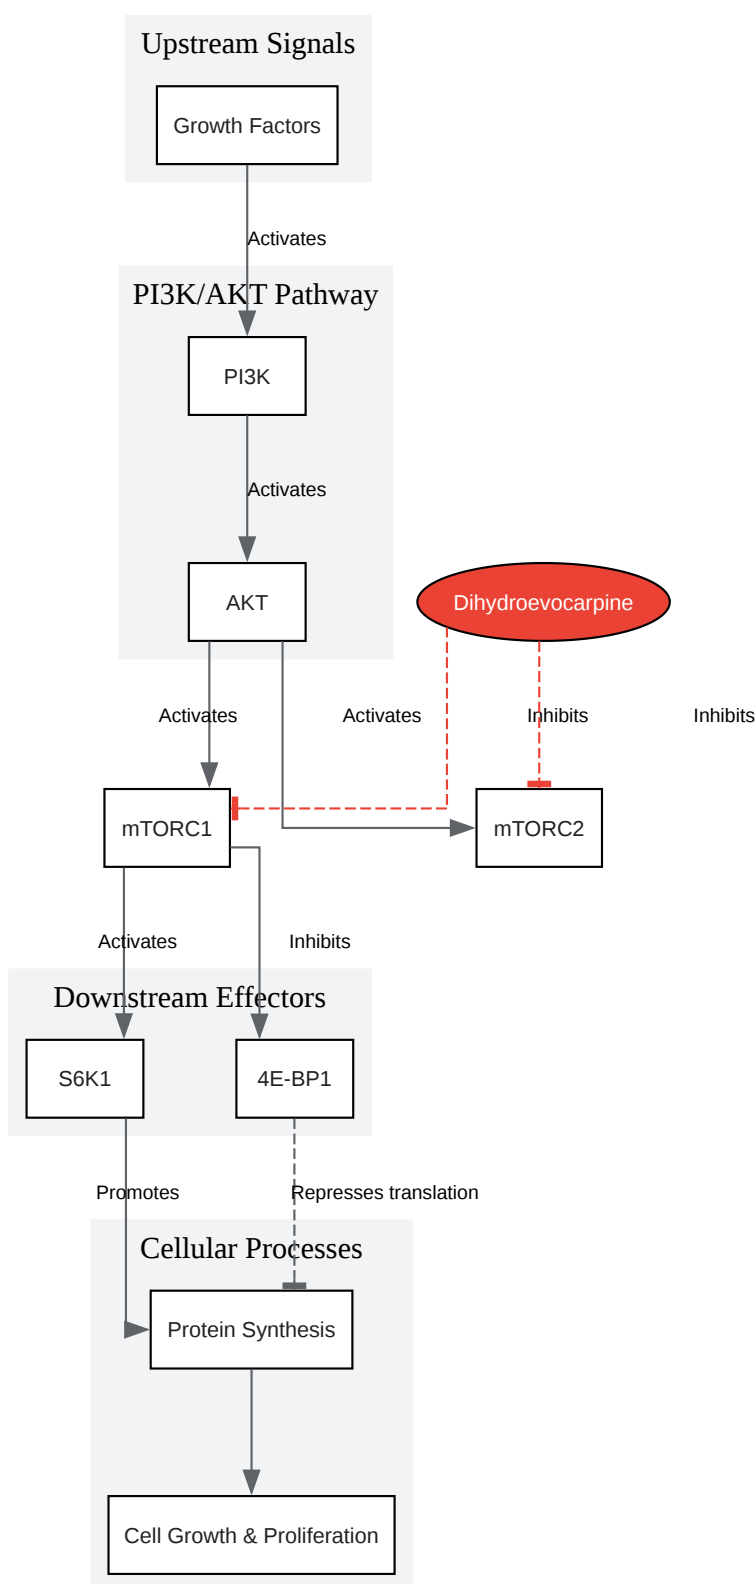 Upstream Signals
Growth Factors
Activates
PI3K/AKT Pathway
PI3K
Activates
AKT
Dihydroevocarpine
Activates
Activates
Inhibits
Inhibits
mTORC1
mTORC2
Activates
Inhibits
Downstream Effectors
S6K1
4E-BP1
Promotes
Represses translation
Cellular Processes
Protein Synthesis
Cell Growth & Proliferation